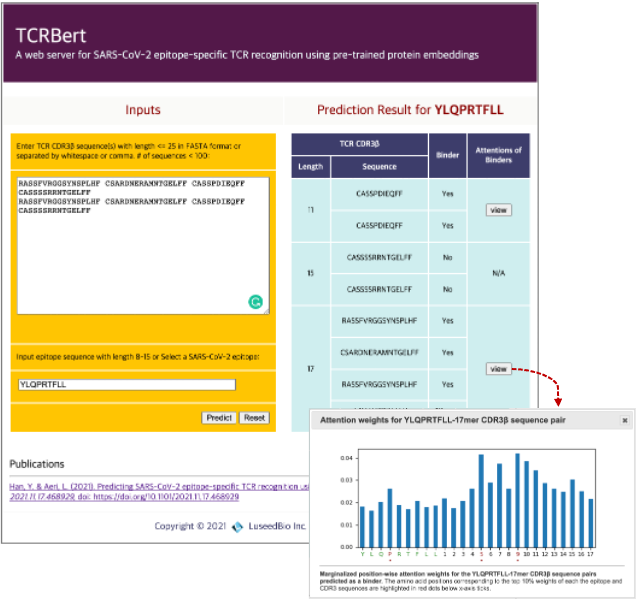 TCRBert
A web server for SARS-CoV-2 epitope-specific TCR recognition using pre-trained protein embeddings
Inputs
Enter TCR CDR3β sequence(s) with length <= 25 in FASTA format or
separated by whitespace or comma. # of sequences < 100:
RASSFVRGGSYNSPLHF CSARDNERAMNTGELFF CASSPDIEQFF
CASSSSRRNTGELFF
RASSFVRGGSYNSPLHF CSARDNERAMNTGELFF CASSPDIEQFF
CASSSSRRNTGELFF
Input epitope sequence with length 8-15 or Select a SARS-CoV-2 epitope:
YLQPRTFLL
Predict Reset
Prediction Result for YLQPRTFLL
TCR CDR3β Binder Attentions of Binders
Length Sequence
11 CASSPDIEQFF Yes view
CASSPDIEQFF Yes
15 CASSSSRRNTGELFF No N/A
CASSSSRRNTGELFF No
17 RASSFVRGGSYNSPLHF Yes view
CSARDNERAMNTGELFF Yes
RASSFVRGGSYNSPLHF Yes
Publications
Han, Y. & Aeri, L. (2021). Predicting SARS-CoV-2 epitope-specific TCR recognition usi
2021.11.17.468929, doi: https://doi.org/10.1101/2021.11.17.468929
Copyright © 2021 LuseedBio Inc.
Attention weights for YLQPRTFLL-17mer CDR3β sequence pair ×
0.04
0.03
0.02
0.01
0.00
Y L Q P R T F L L 1 2 3 4 5 6 7 8 9 10 11 12 13 14 15 16 17
Marginalized position-wise attention weights for the YLQPRTFLL-17mer CDR3β sequence pairs
predicted as a binder. The amino acid positions corresponding to the top 10% weights of each the epitope and
CDR3 sequences are highlighted in red dots below x-axis ticks.